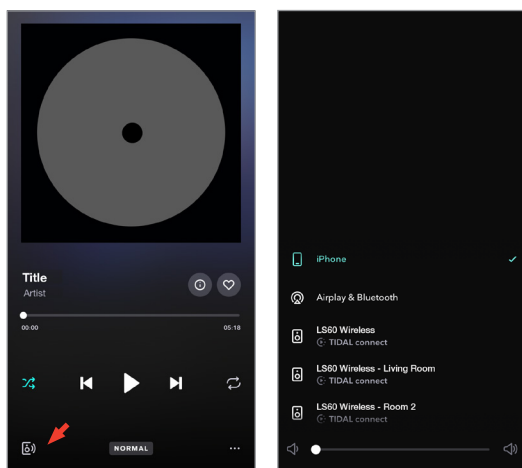 Title
Artist
00:00
05:18
NORMAL
iPhone
Airplay & Bluetooth
LS60 Wireless
TIDAL connect
LS60 Wireless - Living Room
TIDAL connect
LS60 Wireless - Room 2
TIDAL connect